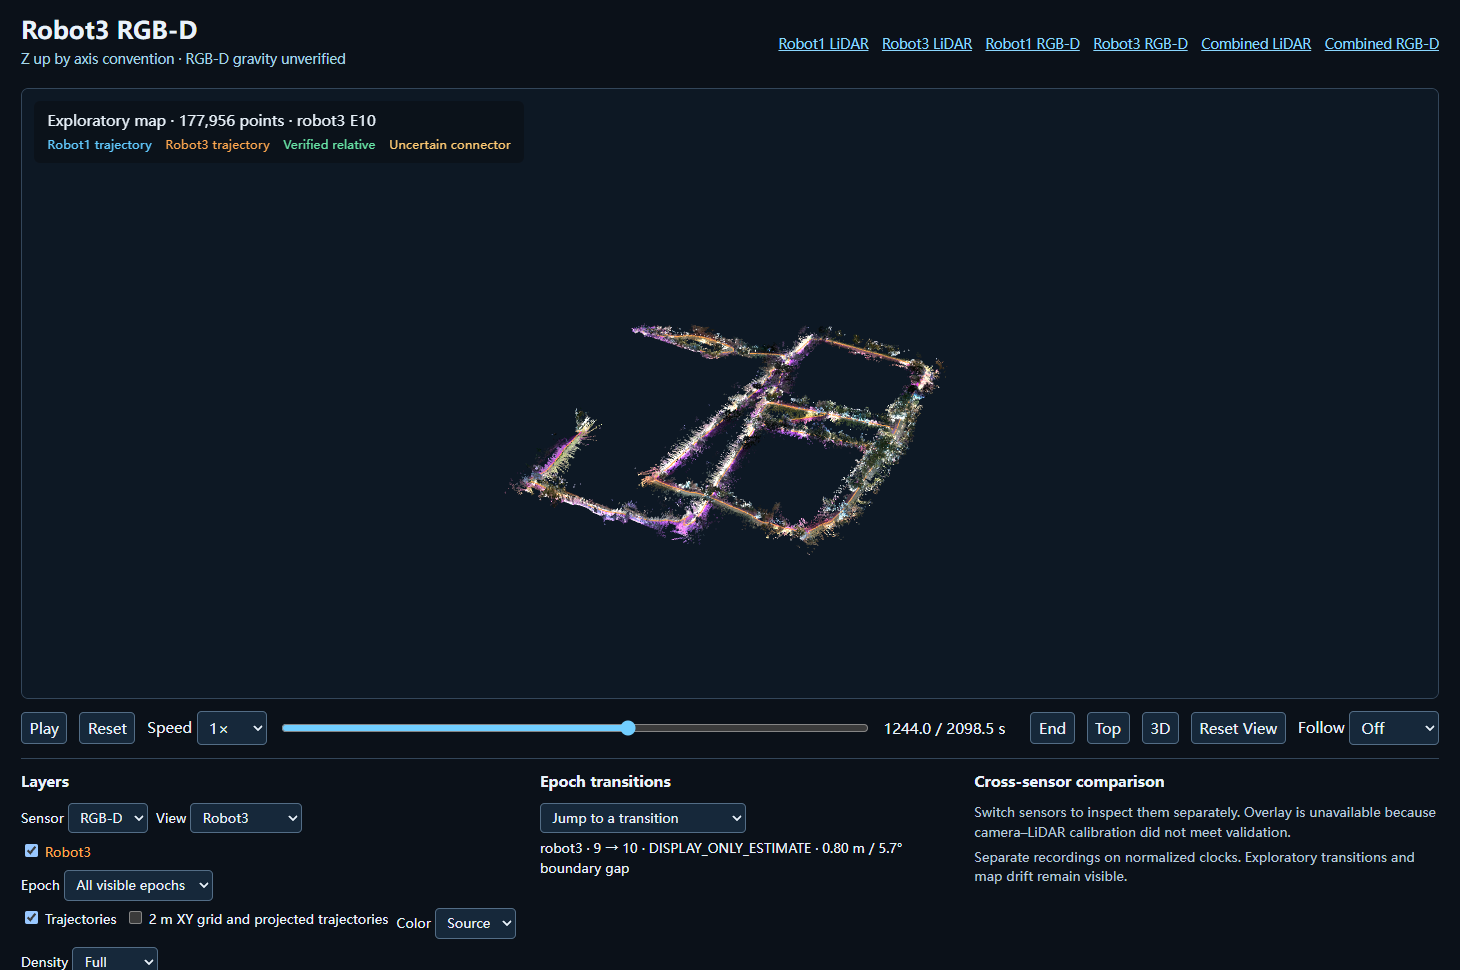 Robot3 RGB-D
Z up by axis convention · RGB-D gravity unverified
Robot1 LiDAR Robot3 LiDAR Robot1 RGB-D Robot3 RGB-D Combined LiDAR Combined RGB-D
Exploratory map · 177,956 points · robot3 E10
Robot1 trajectory Robot3 trajectory Verified relative Uncertain connector
Play Reset Speed 1× 1244.0 / 2098.5 s End Top 3D Reset View Follow Off
Layers
Sensor RGB-D View Robot3
Robot3
Epoch All visible epochs
Trajectories 2 m XY grid and projected trajectories Color Source
Density Full
Epoch transitions
Jump to a transition
robot3 · 9 → 10 · DISPLAY_ONLY_ESTIMATE · 0.80 m / 5.7°
boundary gap
Cross-sensor comparison
Switch sensors to inspect them separately. Overlay is unavailable because
camera–LiDAR calibration did not meet validation.
Separate recordings on normalized clocks. Exploratory transitions and
map drift remain visible.